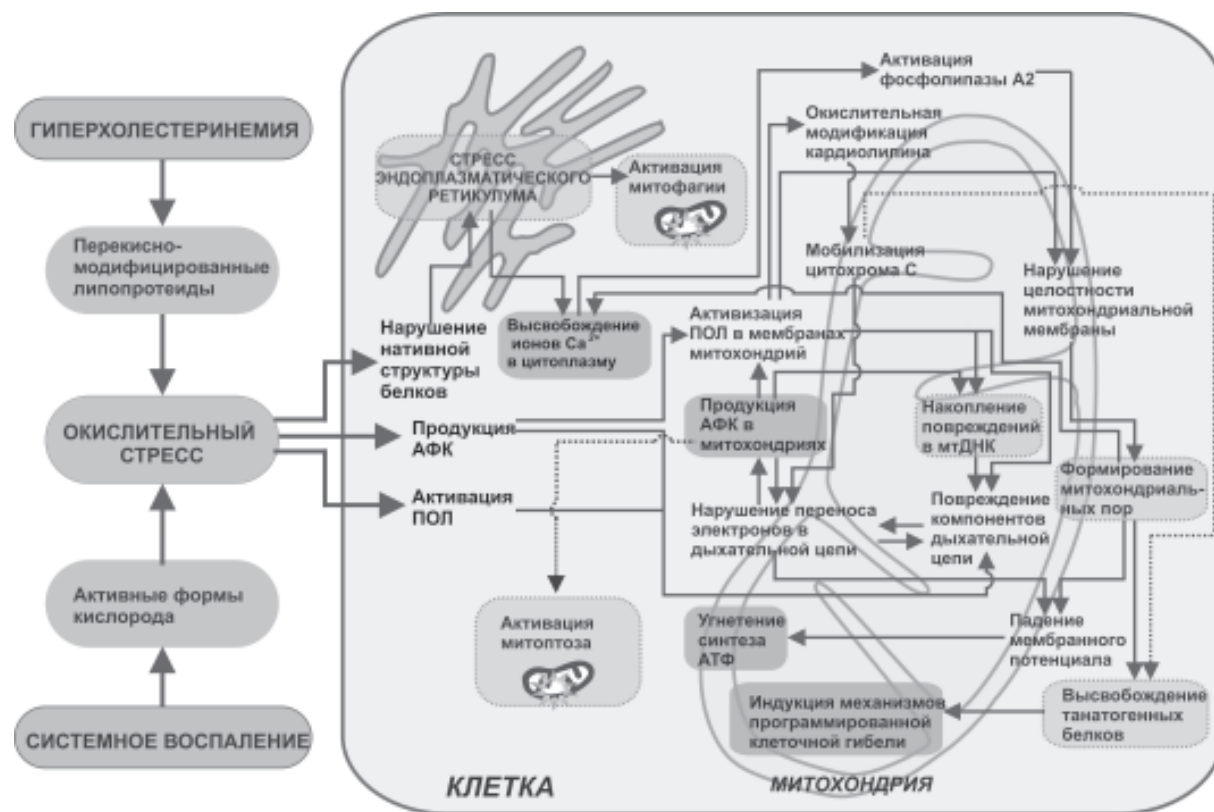 ГИПЕРХОЛЕСТЕРИНЕМИЯ
Перекисно-
модифицированные
липопротеиды
ОКИСЛИТЕЛЬНЫЙ
СТРЕСС
Активные формы
кислорода
СИСТЕМНОЕ ВОСПАЛЕНИЕ
СТРЕСС
ЭНДОПЛАЗМАТИЧЕСКОГО
РЕТИКУЛУМА
Активация
митофагии
Активация
фосфолипазы А2
Окислительная
модификация
кардиолипина
Мобилизация
цитохрома С
Нарушение
целостности
митохондриальной
мембраны
Нарушение
нативной
структуры
белков
Высвобождение
ионов Ca²⁺
в цитоплазму
Активизация
ПОЛ в мембранах
митохондрий
Продукция
АФК
Продукция
АФК в
митохондриях
Накопление
повреждений
в мтДНК
Формирование
митохондриаль-
ных пор
Активация
ПОЛ
Нарушение переноса
электронов в
дыхательной цепи
Повреждение
компонентов
дыхательной
цепи
Активация
митоптоза
Угнетение
синтеза
АТФ
Падение
мембранного
потенциала
Индукция механизмов
программированной
клеточной гибели
Высвобождение
танатогенных
белков
КЛЕТКА
МИТОХОНДРИЯ